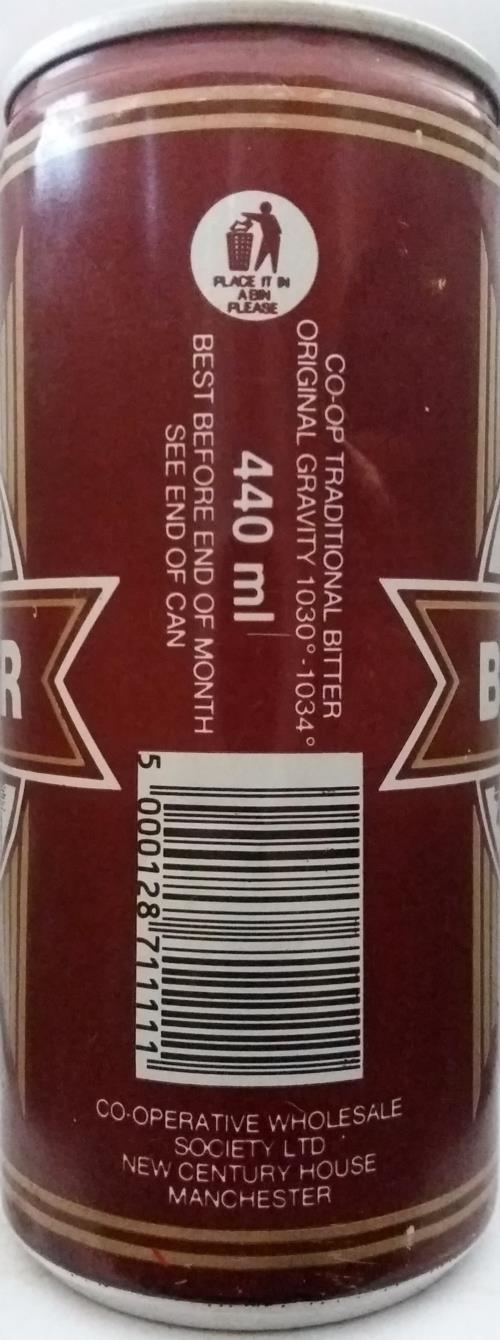 PLACE IT IN
A BIN
PLEASE
CO-OP TRADITIONAL BITTER
ORIGINAL GRAVITY 1030°-1034°
440 ml
BEST BEFORE END OF MONTH
SEE END OF CAN
R
B
5 000128 711111
CO-OPERATIVE WHOLESALE
SOCIETY LTD
NEW CENTURY HOUSE
MANCHESTER